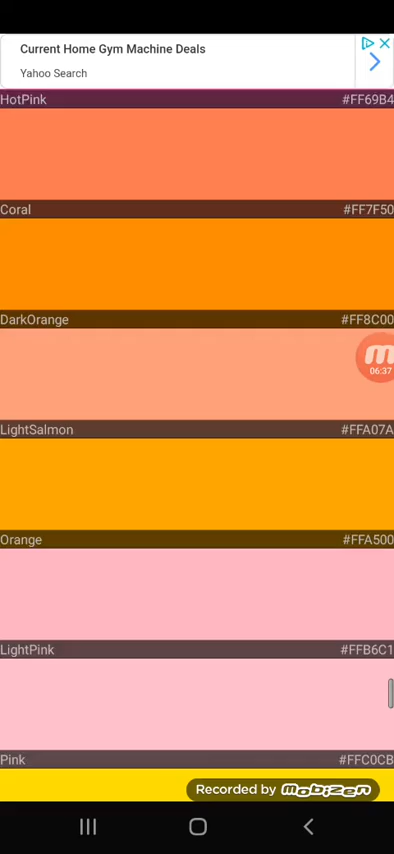 Current Home Gym Machine Deals
Yahoo Search
HotPink #FF69B4
Coral #FF7F50
DarkOrange #FF8C00
m
06:37
LightSalmon #FFA07A
Orange #FFA500
LightPink #FFB6C1
Pink #FFC0CB
Recorded by mobizen